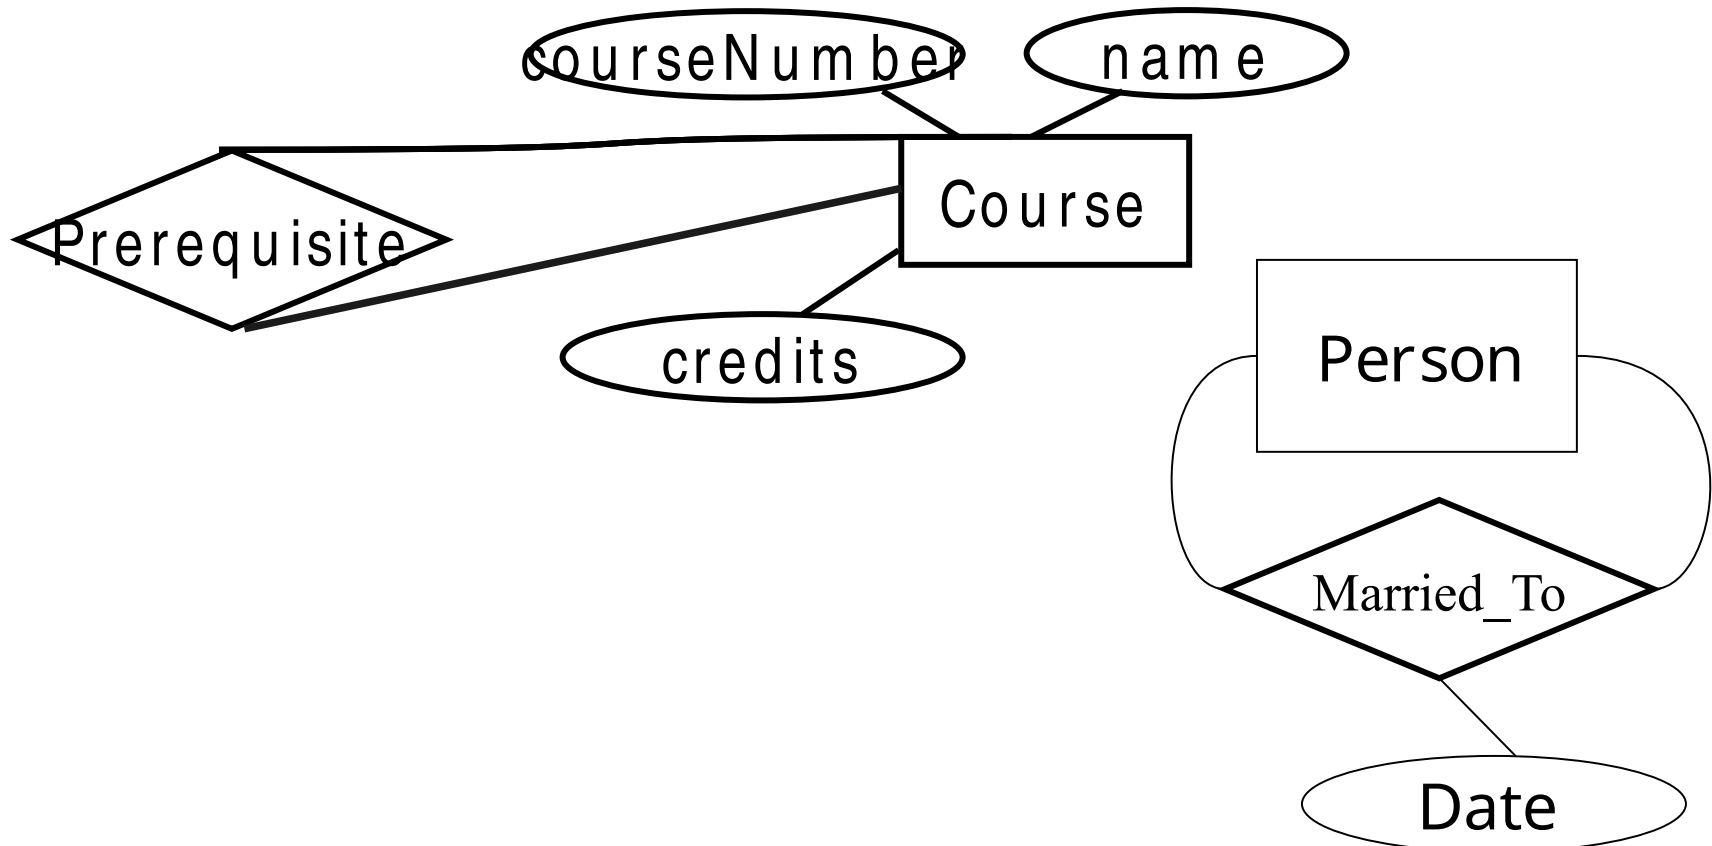 courseNumber
name
Course
Prerequisite
credits
Person
Married_To
Date